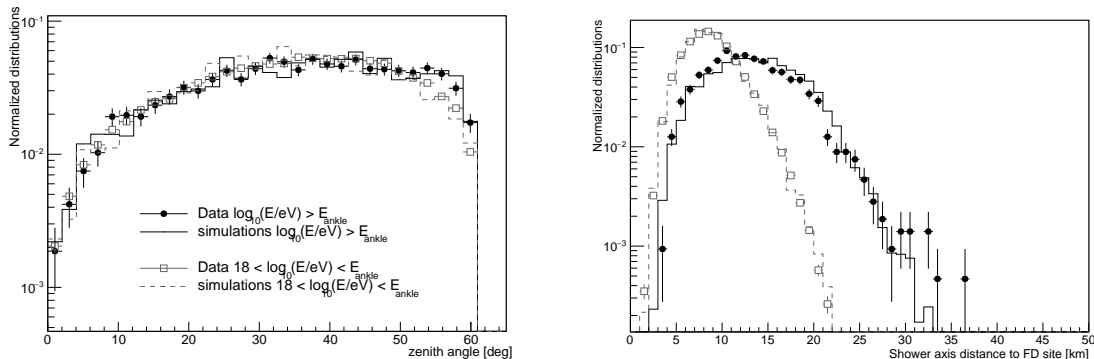 Normalized distributions
10⁻¹
10⁻²
10⁻³
Data log₁₀(E/eV) > E_ankle
simulations log₁₀(E/eV) > E_ankle
Data 18 < log₁₀(E/eV) < E_ankle
simulations 18 < log₁₀(E/eV) < E_ankle
0 10 20 30 40 50 60
zenith angle [deg]
Normalized distributions
10⁻¹
10⁻²
10⁻³
0 5 10 15 20 25 30 35 40 45 50
Shower axis distance to FD site [km]